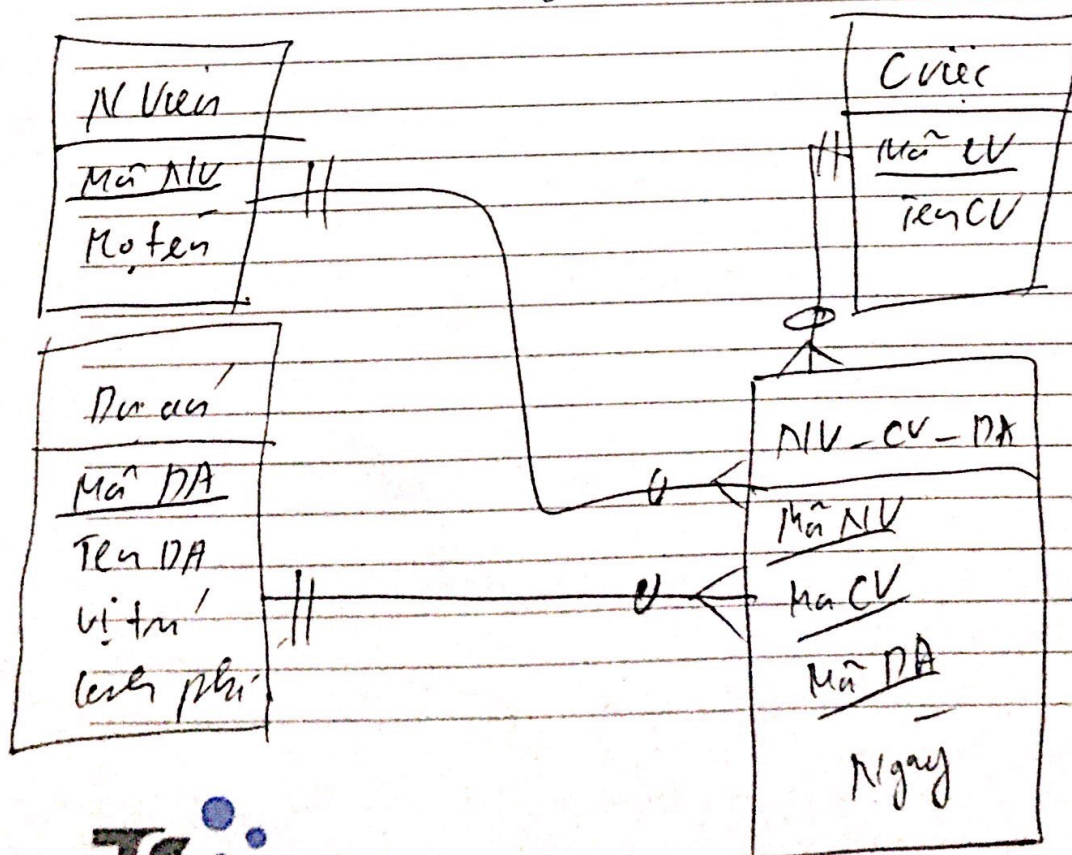 N Viên
Mã NV
Họ tên
Dự án
Mã DA
Tên DA
Vị trí
kinh phí
C việc
Mã CV
Tên CV
NV_CV_DA
Mã NV
Mã CV
Mã DA
Ngày